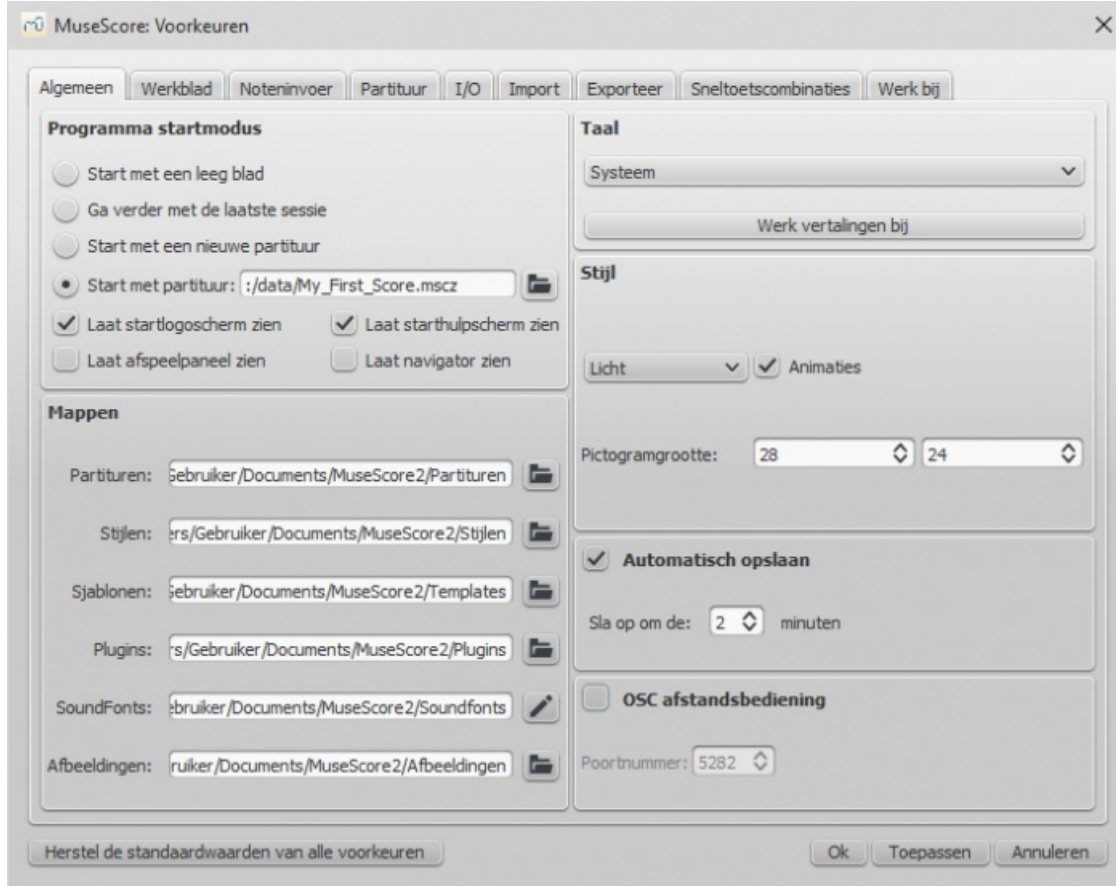 MuseScore: Voorkeuren
Algemeen Werkblad Noteninvoer Partituur I/O Import Exporteer Sneltoetscombinaties Werk bij
Programma startmodus
Start met een leeg blad
Ga verder met de laatste sessie
Start met een nieuwe partituur
Start met partituur: :/data/My_First_Score.mscz
Laat startlogoscherm zien Laat starthulpscherm zien
Laat afspeelpaneel zien Laat navigator zien
Mappen
Partituren: Gebruiker/Documents/MuseScore2/Partituren
Stijlen: ers/Gebruiker/Documents/MuseScore2/Stijlen
Sjablonen: Gebruiker/Documents/MuseScore2/Templates
Plugins: rs/Gebruiker/Documents/MuseScore2/Plugins
SoundFonts: ebruiker/Documents/MuseScore2/Soundfonts
Afbeeldingen: ruiker/Documents/MuseScore2/Afbeeldingen
Taal
Systeem
Werk vertalingen bij
Stijl
Licht Animaties
Pictogramgrootte: 28 24
Automatisch opslaan
Sla op om de: 2 minuten
OSC afstandsbediening
Poortnummer: 5282
Herstel de standaardwaarden van alle voorkeuren Ok Toepassen Annuleren